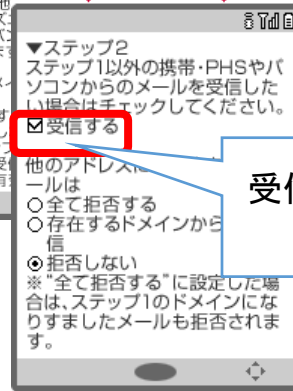 ▼ステップ2
ステップ1以外の携帯・PHSやパ
ソコンからのメールを受信した
い場合はチェックしてください。
受信する
他のアドレスに
ールは
全て拒否する
存在するドメインから
信
拒否しない
※"全て拒否する"に設定した場
合は、ステップ1のドメインにな
りすましたメールも拒否されま
す。
受信